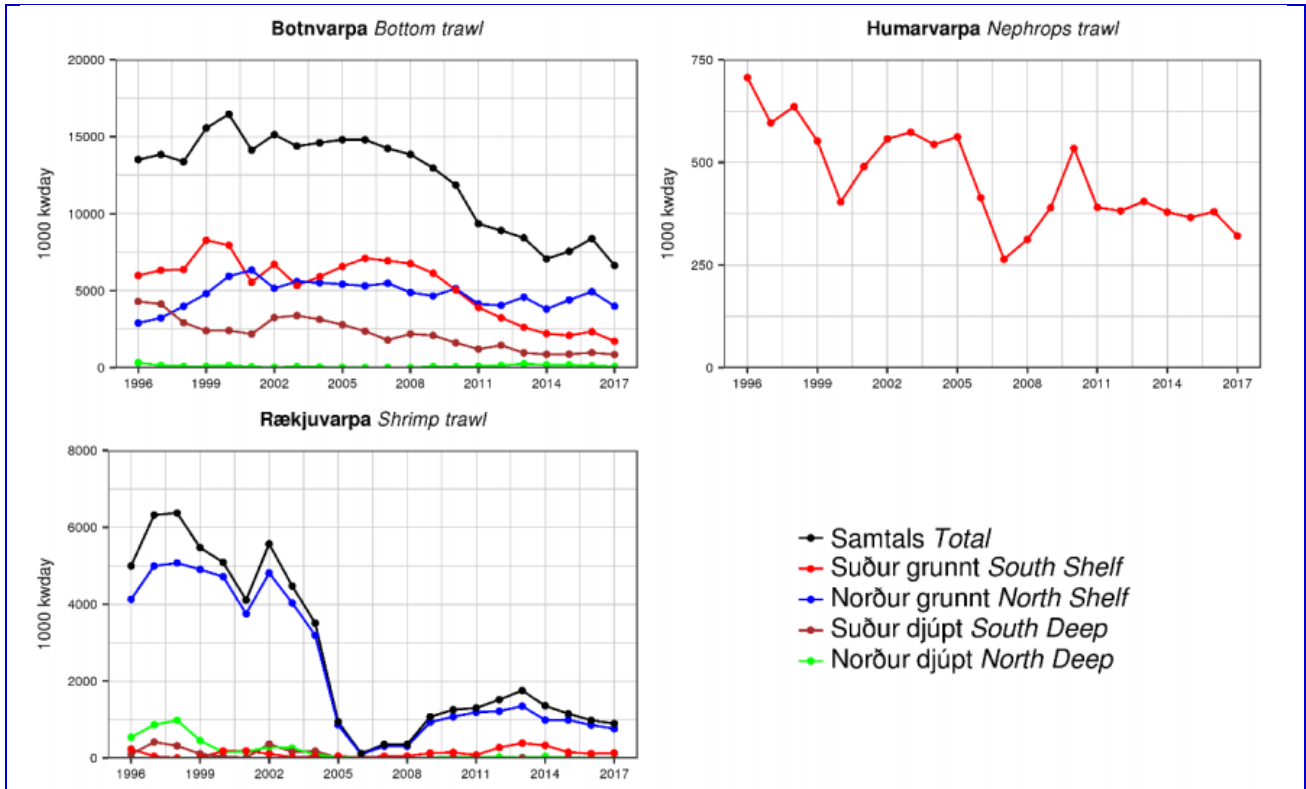 Botnvarpa Bottom trawl
20000
15000
10000
5000
0
1000 kwday
1996 1999 2002 2005 2008 2011 2014 2017
Humarvarpa Nephrops trawl
750
500
250
0
1000 kwday
1996 1999 2002 2005 2008 2011 2014 2017
Rækjuvarpa Shrimp trawl
8000
6000
4000
2000
0
1000 kwday
1996 1999 2002 2005 2008 2011 2014 2017
Samtals Total
Suður grunnt South Shelf
Norður grunnt North Shelf
Suður djúpt South Deep
Norður djúpt North Deep